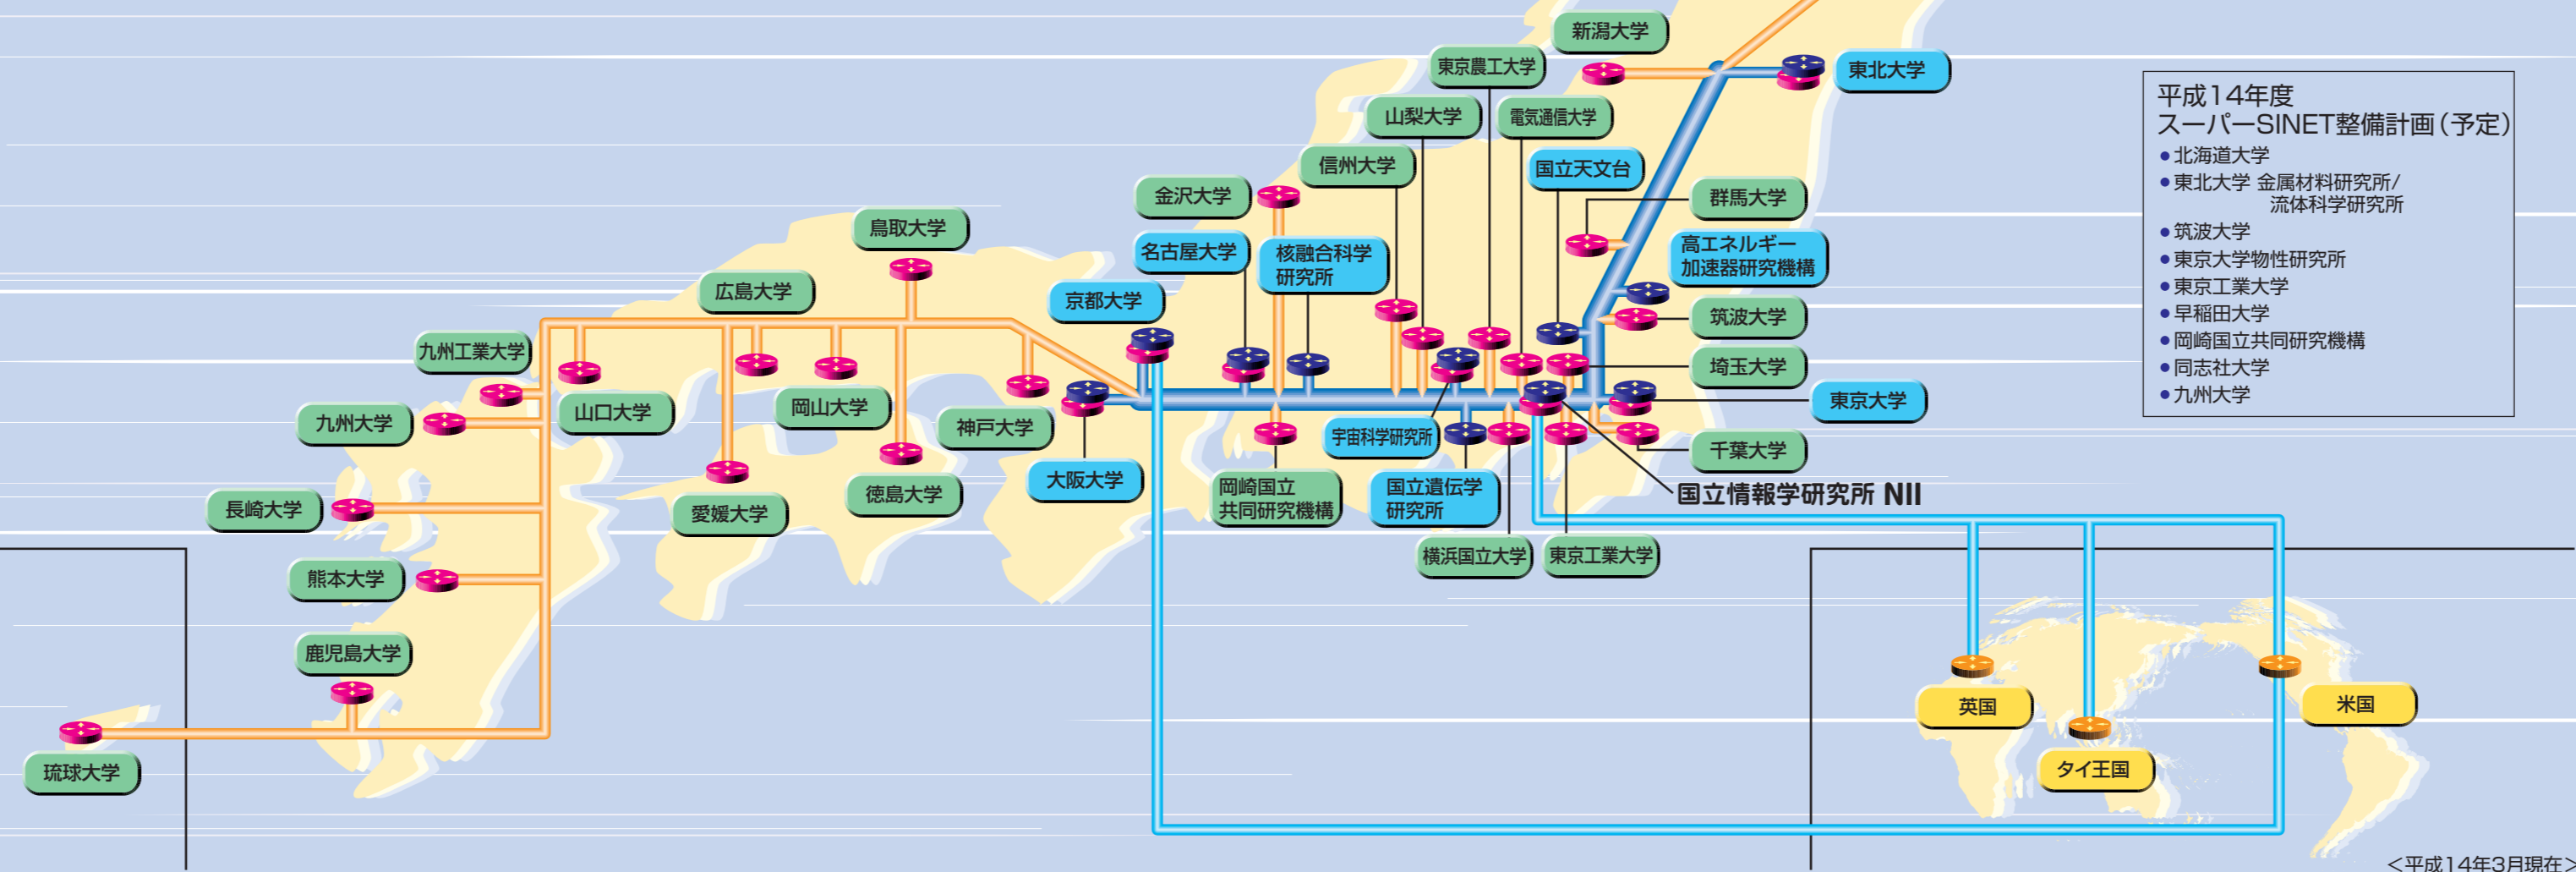 新潟大学
東京農工大学
東北大学
山梨大学
電気通信大学
信州大学
国立天文台
金沢大学
群馬大学
鳥取大学
名古屋大学
核融合科学
研究所
高エネルギー
加速器研究機構
広島大学
京都大学
筑波大学
九州工業大学
埼玉大学
九州大学
山口大学
岡山大学
神戸大学
東京大学
宇宙科学研究所
千葉大学
大阪大学
岡崎国立
共同研究機構
国立遺伝学
研究所
国立情報学研究所 NII
長崎大学
愛媛大学
徳島大学
横浜国立大学
東京工業大学
熊本大学
鹿児島大学
琉球大学
英国
米国
タイ王国
平成14年度
スーパーSINET整備計画(予定)
●北海道大学
●東北大学 金属材料研究所/
流体科学研究所
●筑波大学
●東京大学物性研究所
●東京工業大学
●早稲田大学
●岡崎国立共同研究機構
●同志社大学
●九州大学
<平成14年3月現在>